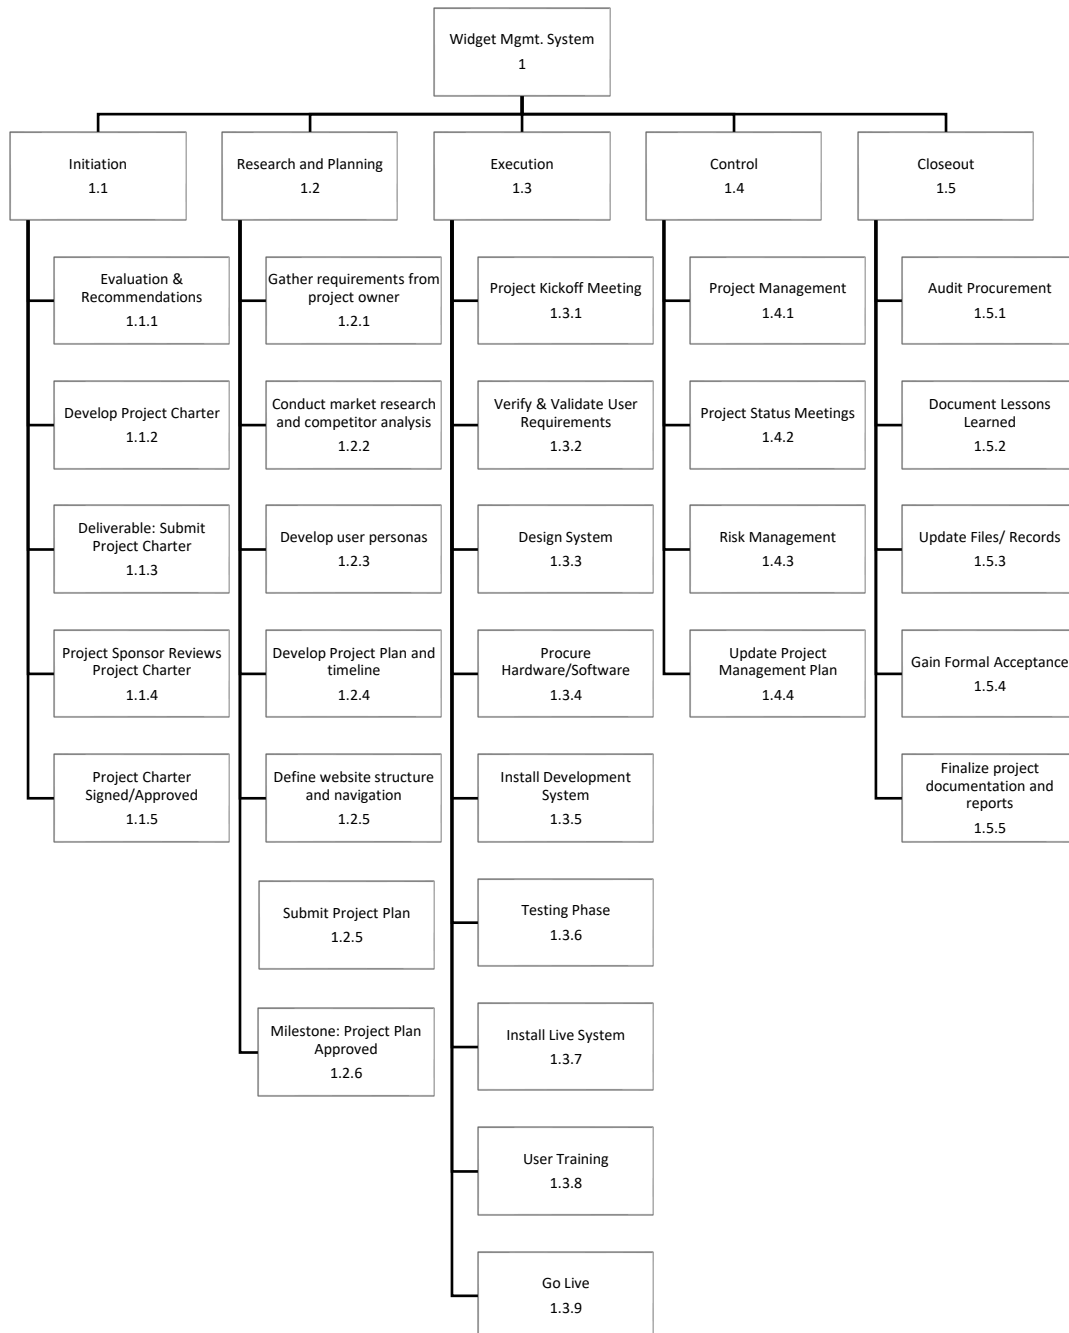 Widget Mgmt. System
1
Initiation
1.1
Research and Planning
1.2
Execution
1.3
Control
1.4
Closeout
1.5
Evaluation &
Recommendations
1.1.1
Develop Project Charter
1.1.2
Deliverable: Submit
Project Charter
1.1.3
Project Sponsor Reviews
Project Charter
1.1.4
Project Charter
Signed/Approved
1.1.5
Gather requirements from
project owner
1.2.1
Conduct market research
and competitor analysis
1.2.2
Develop user personas
1.2.3
Develop Project Plan and
timeline
1.2.4
Define website structure
and navigation
1.2.5
Submit Project Plan
1.2.5
Milestone: Project Plan
Approved
1.2.6
Project Kickoff Meeting
1.3.1
Verify & Validate User
Requirements
1.3.2
Design System
1.3.3
Procure
Hardware/Software
1.3.4
Install Development
System
1.3.5
Testing Phase
1.3.6
Install Live System
1.3.7
User Training
1.3.8
Go Live
1.3.9
Project Management
1.4.1
Project Status Meetings
1.4.2
Risk Management
1.4.3
Update Project
Management Plan
1.4.4
Audit Procurement
1.5.1
Document Lessons
Learned
1.5.2
Update Files/ Records
1.5.3
Gain Formal Acceptance
1.5.4
Finalize project
documentation and
reports
1.5.5